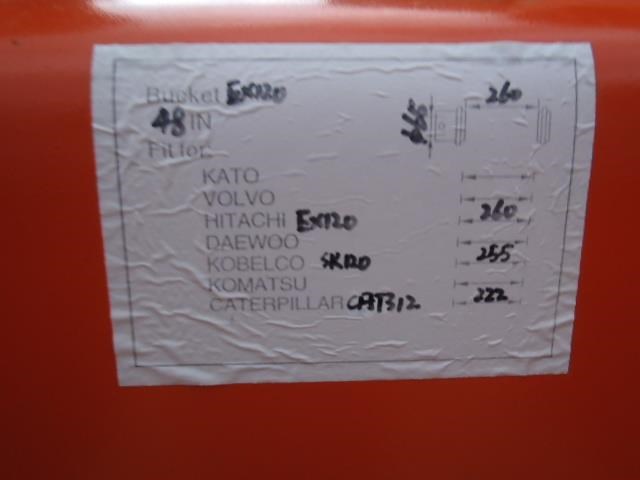 Bucket EX120
260
48 IN
Fit for:
KATO
VOLVO
HITACHI EX120 260
DAEWOO
KOBELCO SK120 255
KOMATSU
CATERPILLAR CAT312 222